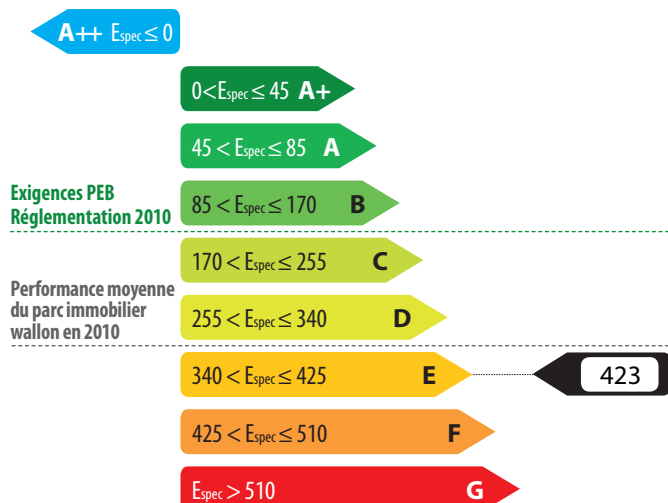 A++ Espec ≤ 0
0<Espec ≤ 45 A+
45 < Espec ≤ 85 A
Exigences PEB
Réglementation 2010
85 < Espec ≤ 170 B
170 < Espec ≤ 255 C
Performance moyenne
du parc immobilier
wallon en 2010
255 < Espec ≤ 340 D
340 < Espec ≤ 425 E
423
425 < Espec ≤ 510 F
Espec > 510 G